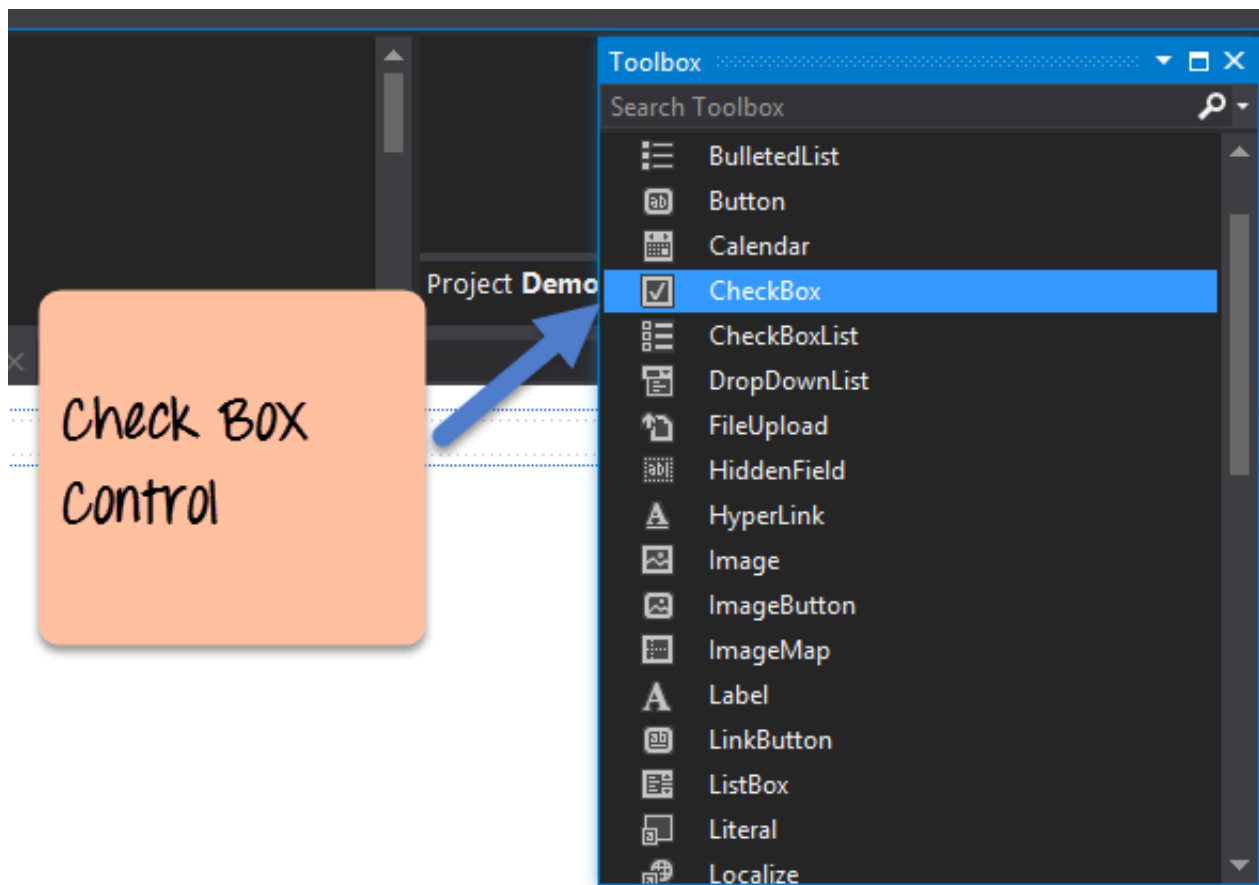 Toolbox
Search Toolbox
BulletedList
Button
Calendar
Project Demo
CheckBox
CheckBoxList
DropDownList
FileUpload
HiddenField
HyperLink
Image
ImageButton
ImageMap
Label
LinkButton
ListBox
Literal
Localize
Check Box
Control